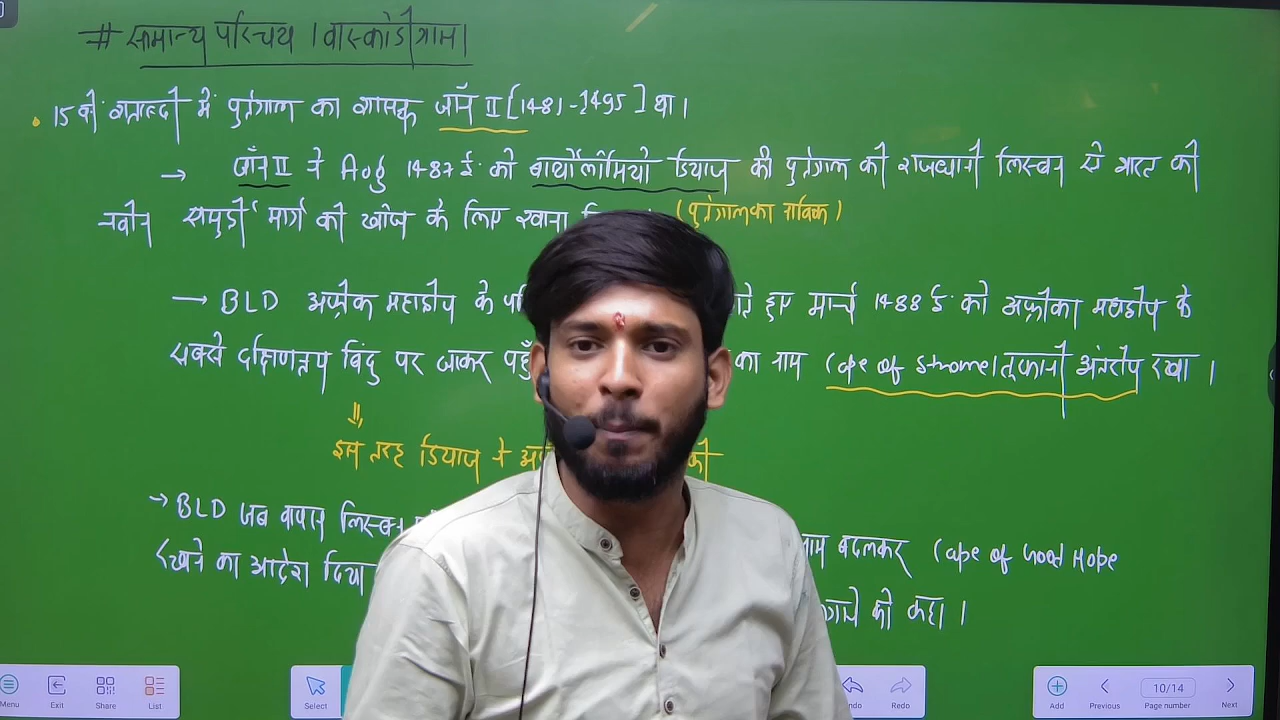 # सामान्य परिचय । वास्कोडीग्रामा
15वीं शताब्दी में पुर्तगाल का शासक जॉन II [1481-1495] था।
→ जॉन II ने Aug 1487 ई. को बार्थोलोमियो डियाज की पुर्तगाल की राजधानी लिस्बन से भारत की
नवीन समुद्री मार्ग की खोज के लिए रवाना (पुर्तगाल का नाविक)
→ BLD अफ्रीका महाद्वीप के हुए मार्च 1488 ई. को अफ्रीका महाद्वीप के
सबसे दक्षिणतम बिंदु पर जाकर का नाम Cape of Strome/तूफानी अंतरीप रखा ।
इस तरह डियाज ने की
→ BLD जब वापस लिस्बन बदलकर Cape of Good Hope
रखने का आदेश दिया को कहा ।
Menu Exit Share List Select Undo Redo Add Previous 10/14 Page number Next